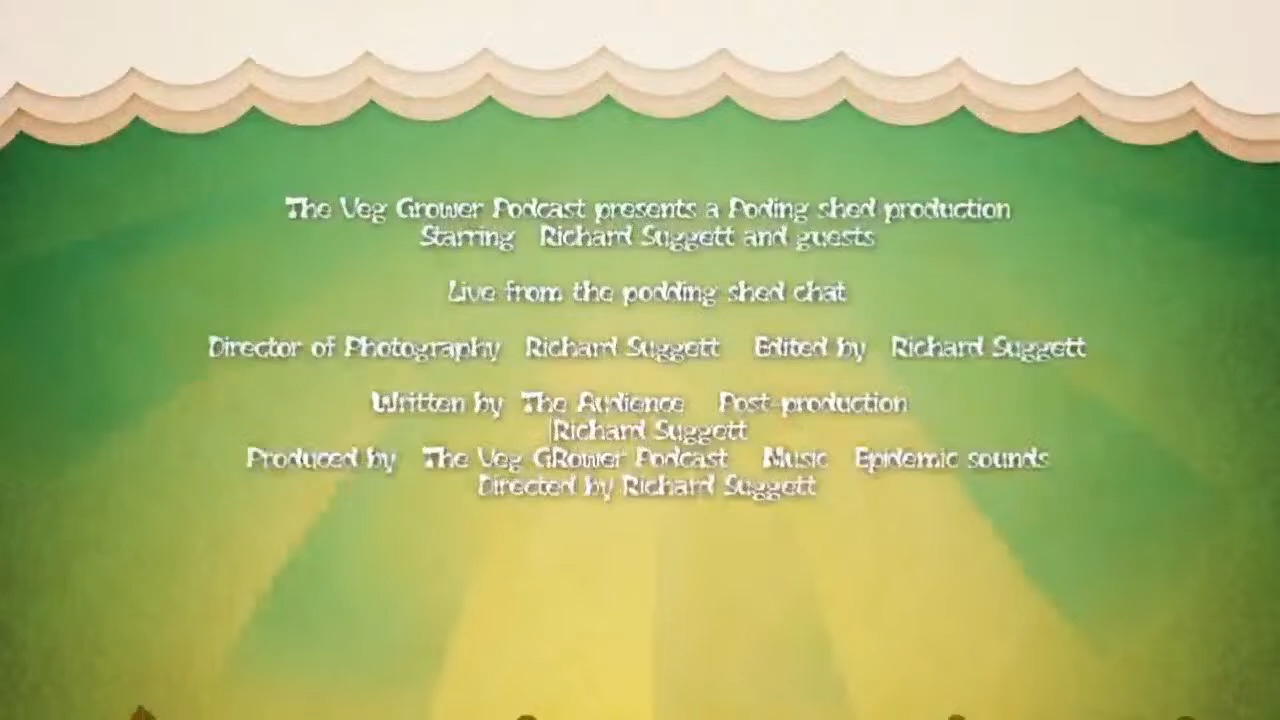 The Veg Grower Podcast presents a Poding shed production
Starring Richard Suggett and guests
Live from the podding shed chat
Director of Photography Richard Suggett Edited by Richard Suggett
Written by The Audience Post-production
Richard Suggett
Produced by The Veg GRower Podcast Music Epidemic sounds
Directed by Richard Suggett